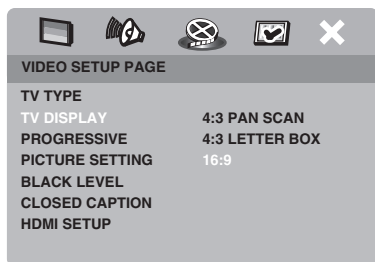 VIDEO SETUP PAGE
TV TYPE
TV DISPLAY 4:3 PAN SCAN
PROGRESSIVE 4:3 LETTER BOX
PICTURE SETTING 16:9
BLACK LEVEL
CLOSED CAPTION
HDMI SETUP